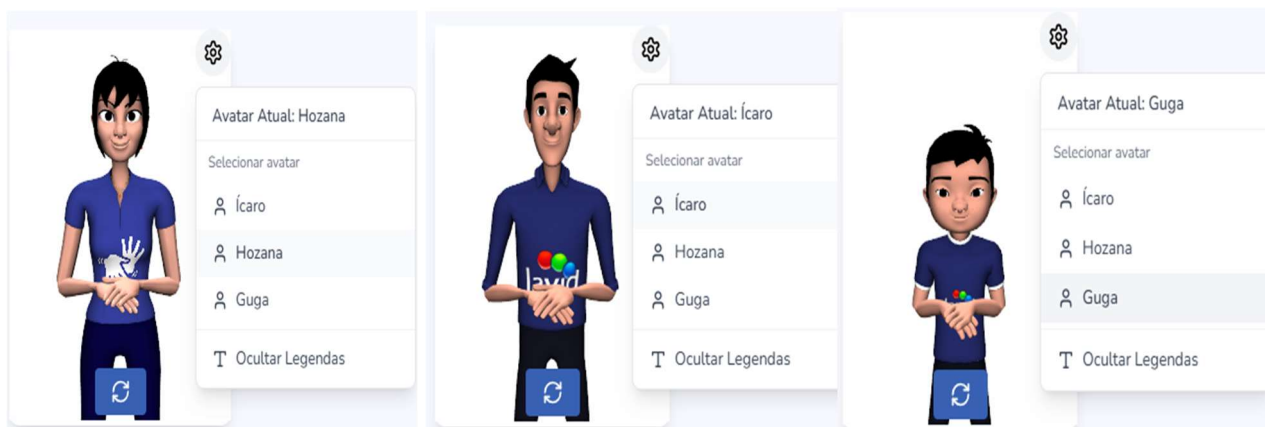 Avatar Atual: Hozana
Selecionar avatar
Ícaro
Hozana
Guga
Ocultar Legendas
Avatar Atual: Ícaro
Selecionar avatar
Ícaro
Hozana
Guga
Ocultar Legendas
lavid
Avatar Atual: Guga
Selecionar avatar
Ícaro
Hozana
Guga
Ocultar Legendas